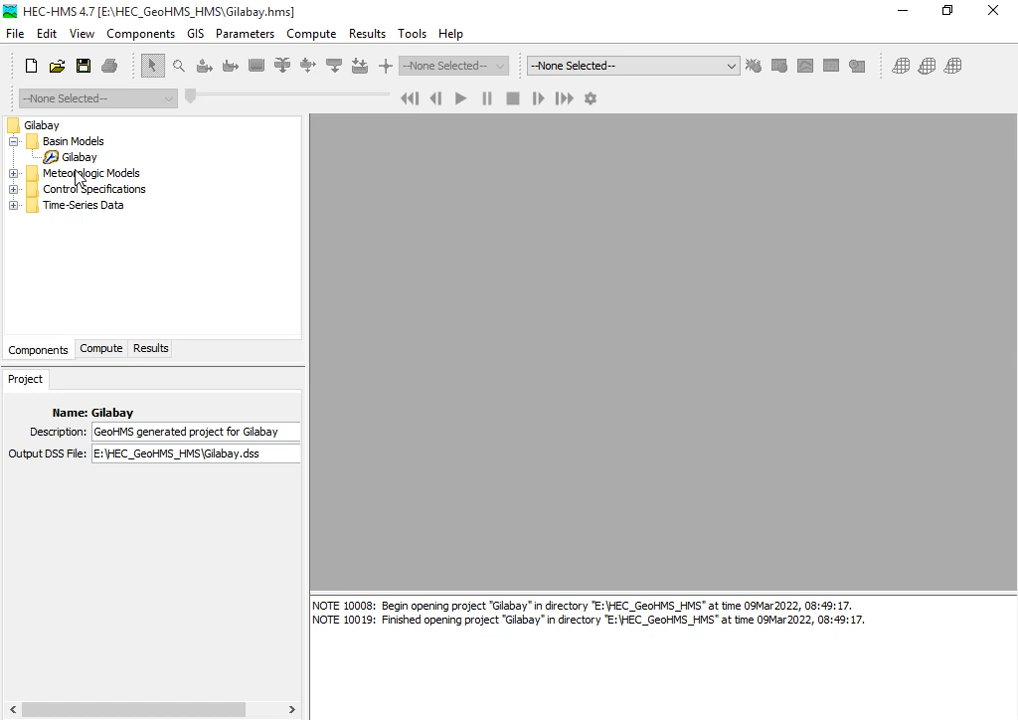 HEC-HMS 4.7 [E:\HEC_GeoHMS_HMS\Gilabay.hms]
File Edit View Components GIS Parameters Compute Results Tools Help
--None Selected-- --None Selected--
--None Selected--
Gilabay
Basin Models
Gilabay
Meteorologic Models
Control Specifications
Time-Series Data
Components Compute Results
Project
Name: Gilabay
Description: GeoHMS generated project for Gilabay
Output DSS File: E:\HEC_GeoHMS_HMS\Gilabay.dss
NOTE 10008: Begin opening project "Gilabay" in directory "E:\HEC_GeoHMS_HMS" at time 09Mar2022, 08:49:17.
NOTE 10019: Finished opening project "Gilabay" in directory "E:\HEC_GeoHMS_HMS" at time 09Mar2022, 08:49:17.